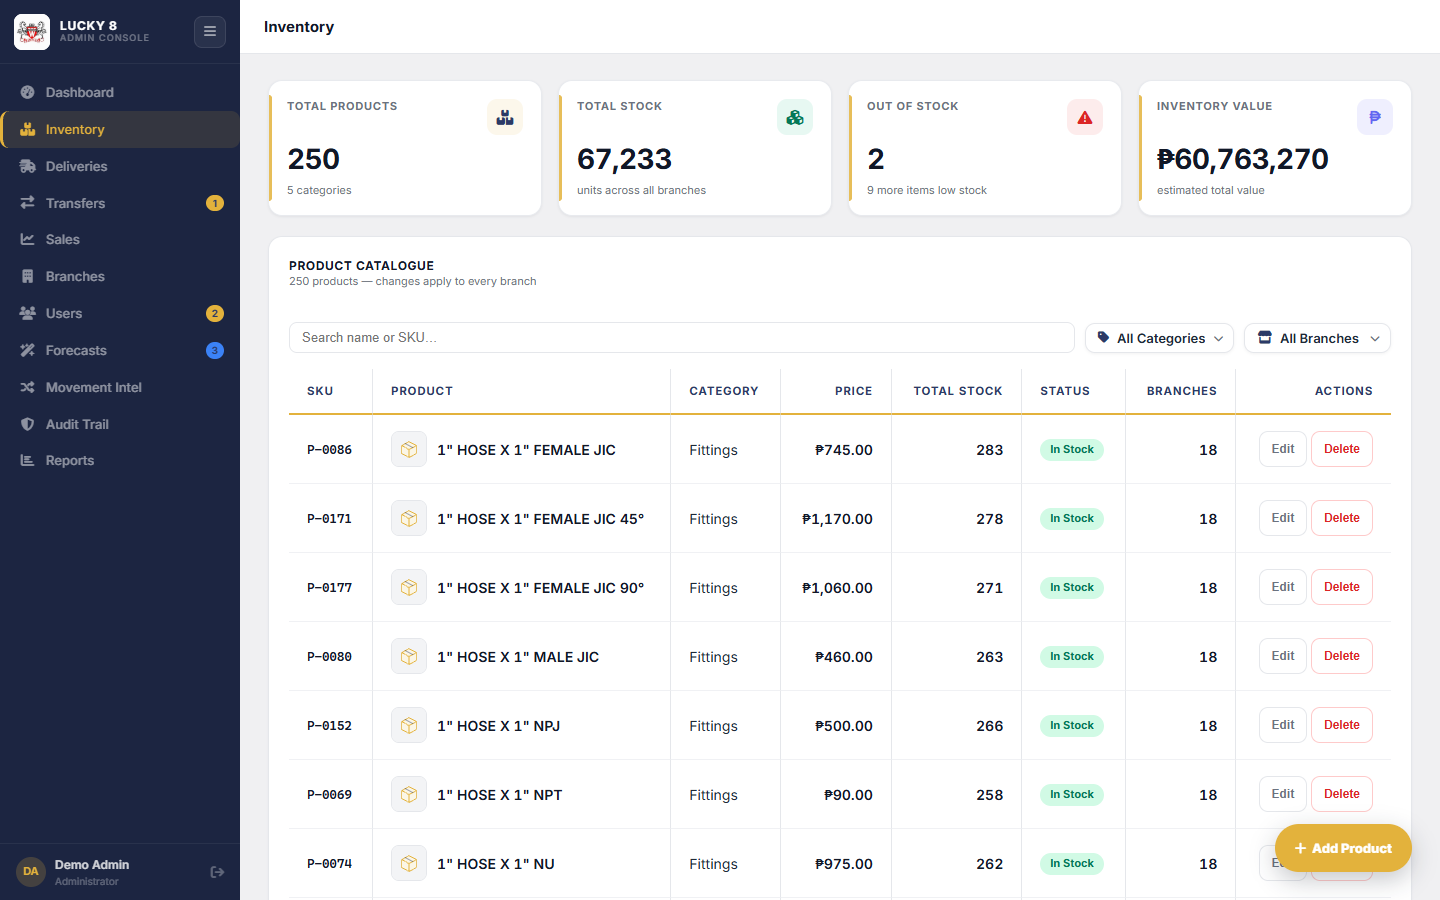 LUCKY 8
ADMIN CONSOLE
Dashboard
Inventory
Deliveries
Transfers 1
Sales
Branches
Users 2
Forecasts 3
Movement Intel
Audit Trail
Reports
DA
Demo Admin
Administrator
Inventory
TOTAL PRODUCTS
250
5 categories
TOTAL STOCK
67,233
units across all branches
OUT OF STOCK
2
9 more items low stock
INVENTORY VALUE
₱
₱60,763,270
estimated total value
PRODUCT CATALOGUE
250 products — changes apply to every branch
Search name or SKU... All Categories All Branches
SKU PRODUCT CATEGORY PRICE TOTAL STOCK STATUS BRANCHES ACTIONS
P-0086 1" HOSE X 1" FEMALE JIC Fittings ₱745.00 283 In Stock 18 Edit Delete
P-0171 1" HOSE X 1" FEMALE JIC 45° Fittings ₱1,170.00 278 In Stock 18 Edit Delete
P-0177 1" HOSE X 1" FEMALE JIC 90° Fittings ₱1,060.00 271 In Stock 18 Edit Delete
P-0080 1" HOSE X 1" MALE JIC Fittings ₱460.00 263 In Stock 18 Edit Delete
P-0152 1" HOSE X 1" NPJ Fittings ₱500.00 266 In Stock 18 Edit Delete
P-0069 1" HOSE X 1" NPT Fittings ₱90.00 258 In Stock 18 Edit Delete
P-0074 1" HOSE X 1" NU Fittings ₱975.00 262 In Stock 18
+ Add Product